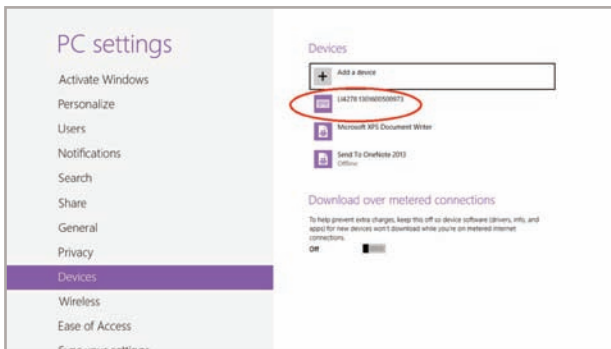 PC settings
Activate Windows
Personalize
Users
Notifications
Search
Share
General
Privacy
Devices
Wireless
Ease of Access
Sync your settings
Devices
Add a device
Microsoft XPS Document Writer
Send To OneNote 2013
Offline
Download over metered connections
To help prevent extra charges, keep this off so device software (drivers, info, and
apps) for new devices won't download while you're on metered internet
connections.
Off